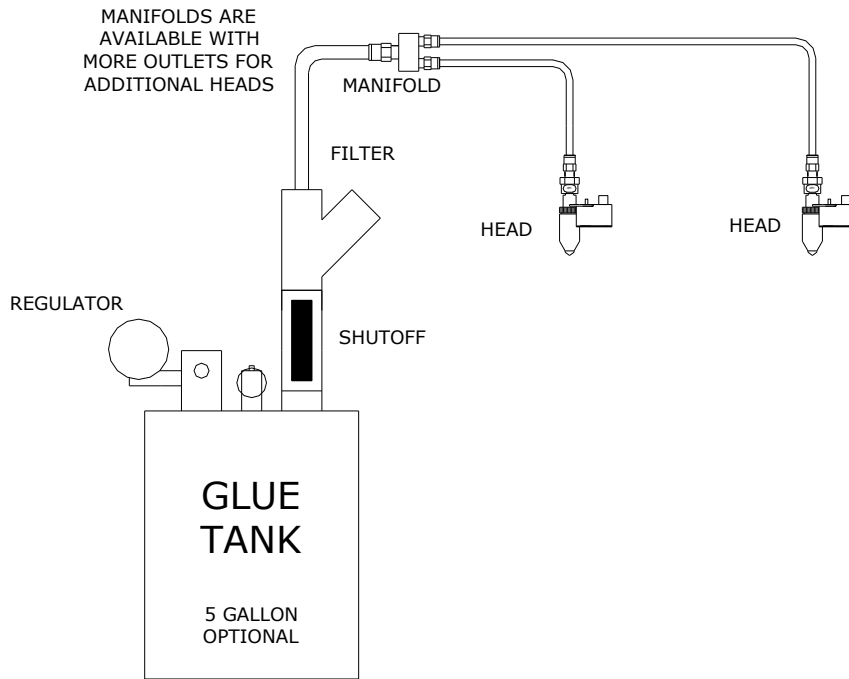 MANIFOLDS ARE
AVAILABLE WITH
MORE OUTLETS FOR
ADDITIONAL HEADS
MANIFOLD
FILTER
HEAD
HEAD
REGULATOR
SHUTOFF
GLUE
TANK
5 GALLON
OPTIONAL